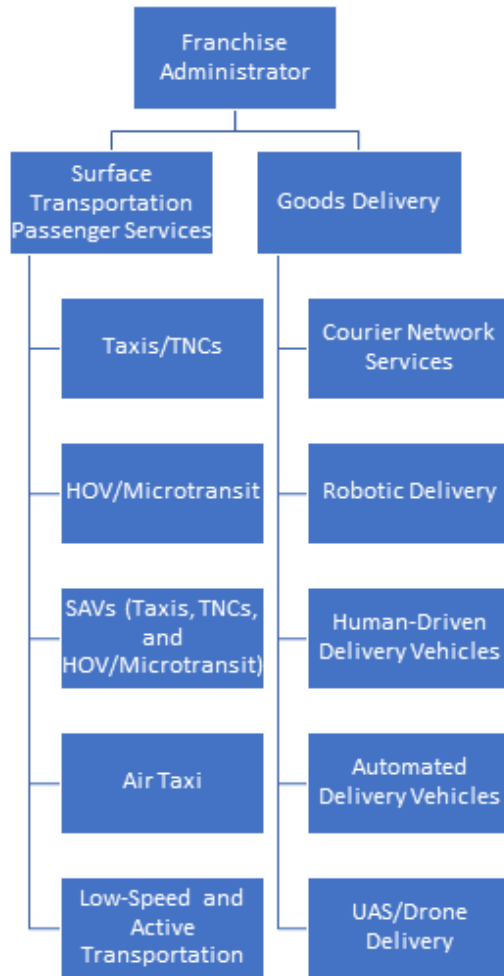 Franchise
Administrator
Surface
Transportation
Passenger Services
Goods Delivery
Taxis/TNCs
HOV/Microtransit
SAVs (Taxis, TNCs,
and
HOV/Microtransit)
Air Taxi
Low-Speed and
Active
Transportation
Courier Network
Services
Robotic Delivery
Human-Driven
Delivery Vehicles
Automated
Delivery Vehicles
UAS/Drone
Delivery